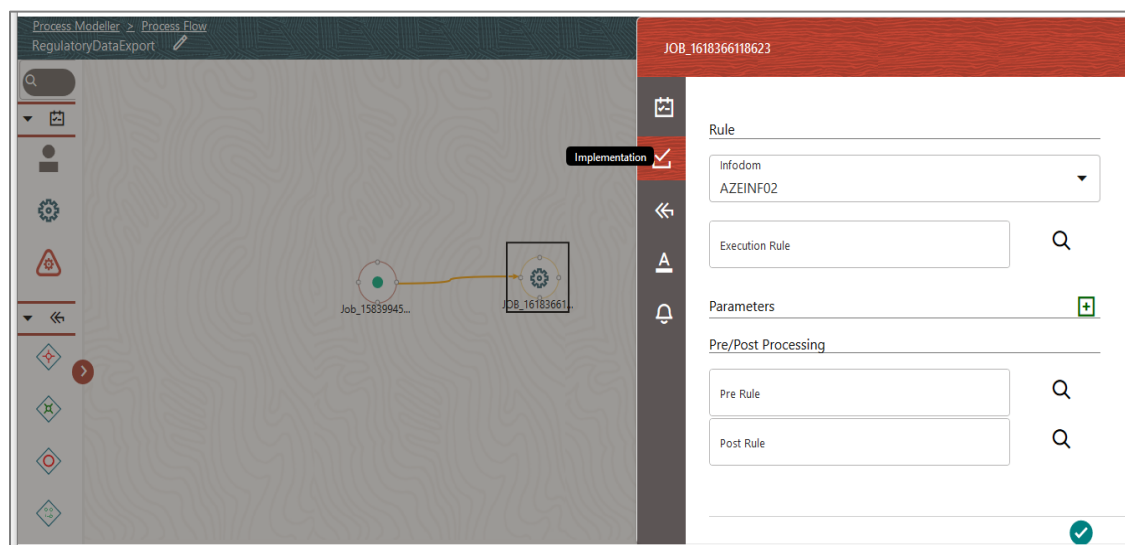 Process Modeller > Process Flow
RegulatoryDataExport
Job_15839945...
JOB_16183661...
JOB_1618366118623
Implementation
Rule
Infodom
AZEINF02
Execution Rule
Parameters
Pre/Post Processing
Pre Rule
Post Rule